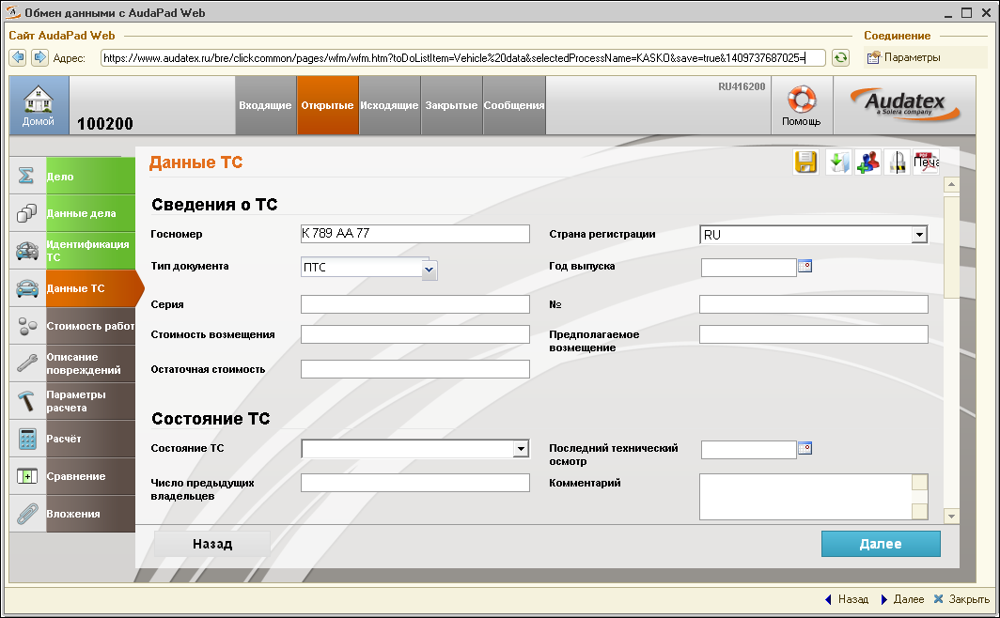 Обмен данными с AudaPad Web
Сайт AudaPad Web
Соединение
Адрес:
https://www.audatex.ru/bre/clickcommon/pages/wfm/wfm.htm?toDoListItem=Vehicle%20data&selectedProcessName=KASKO&save=true&1409737687025=
Параметры
Домой
100200
Входящие
Открытые
Исходящие
Закрытые
Сообщения
RU416200
Помощь
Audatex
a Solera company
Дело
Данные дела
Идентификация
ТС
Данные ТС
Стоимость работ
Описание
повреждений
Параметры
расчета
Расчёт
Сравнение
Вложения
Данные ТС
PDF
Печа
Сведения о ТС
Госномер
К 789 АА 77
Страна регистрации
RU
Тип документа
ПТС
Год выпуска
Серия
№
Стоимость возмещения
Предполагаемое
возмещение
Остаточная стоимость
Состояние ТС
Состояние ТС
Последний технический
осмотр
Число предыдущих
владельцев
Комментарий
Назад
Далее
Назад
Далее
Закрыть